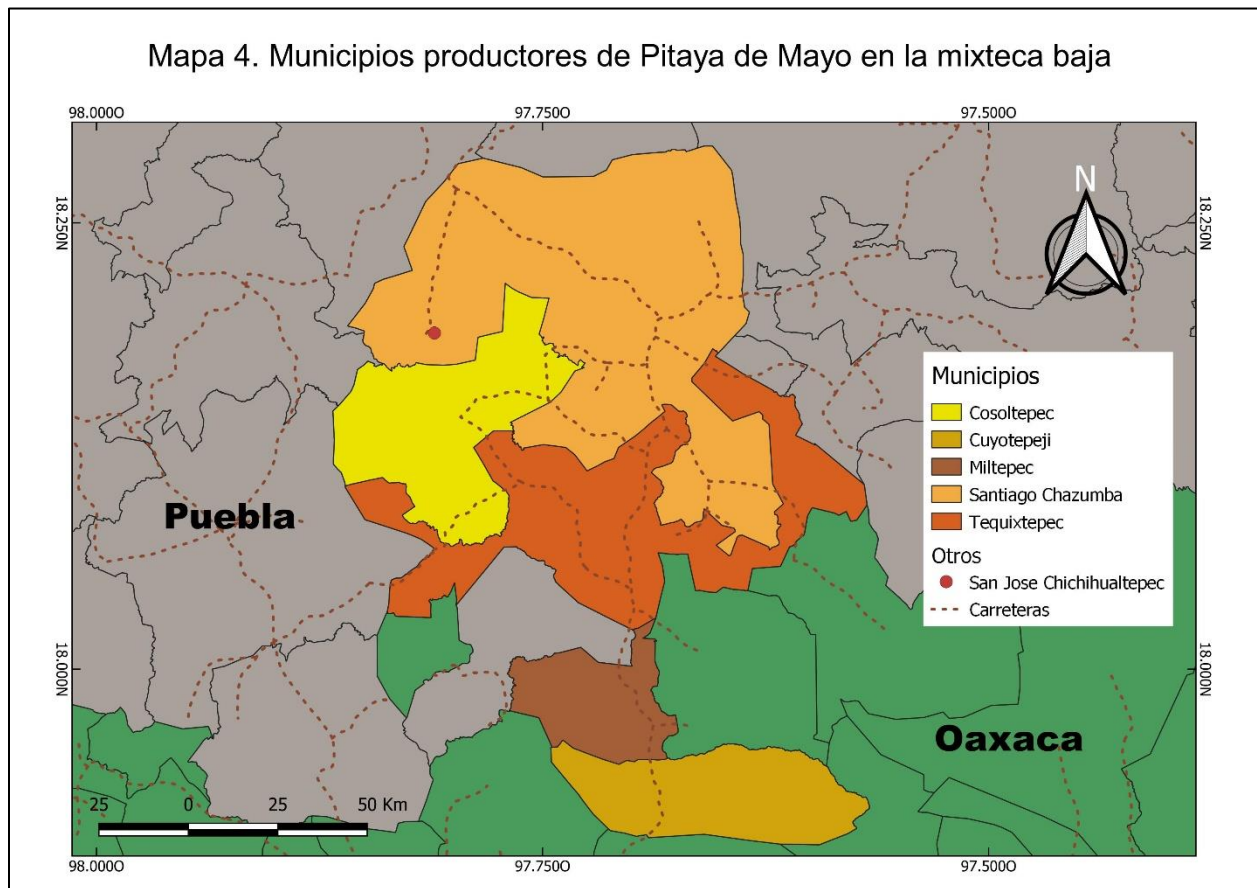 Mapa 4. Municipios productores de Pitaya de Mayo en la mixteca baja
98.000O 97.750O 97.500O
N
18.250N 18.250N
Municipios
Cosoltepec
Cuyotepeji
Miltepec
Santiago Chazumba
Tequixtepec
Otros
San Jose Chichihualtepec
Carreteras
Puebla
18.000N 18.000N
Oaxaca
25 0 25 50 Km
98.000O 97.750O 97.500O